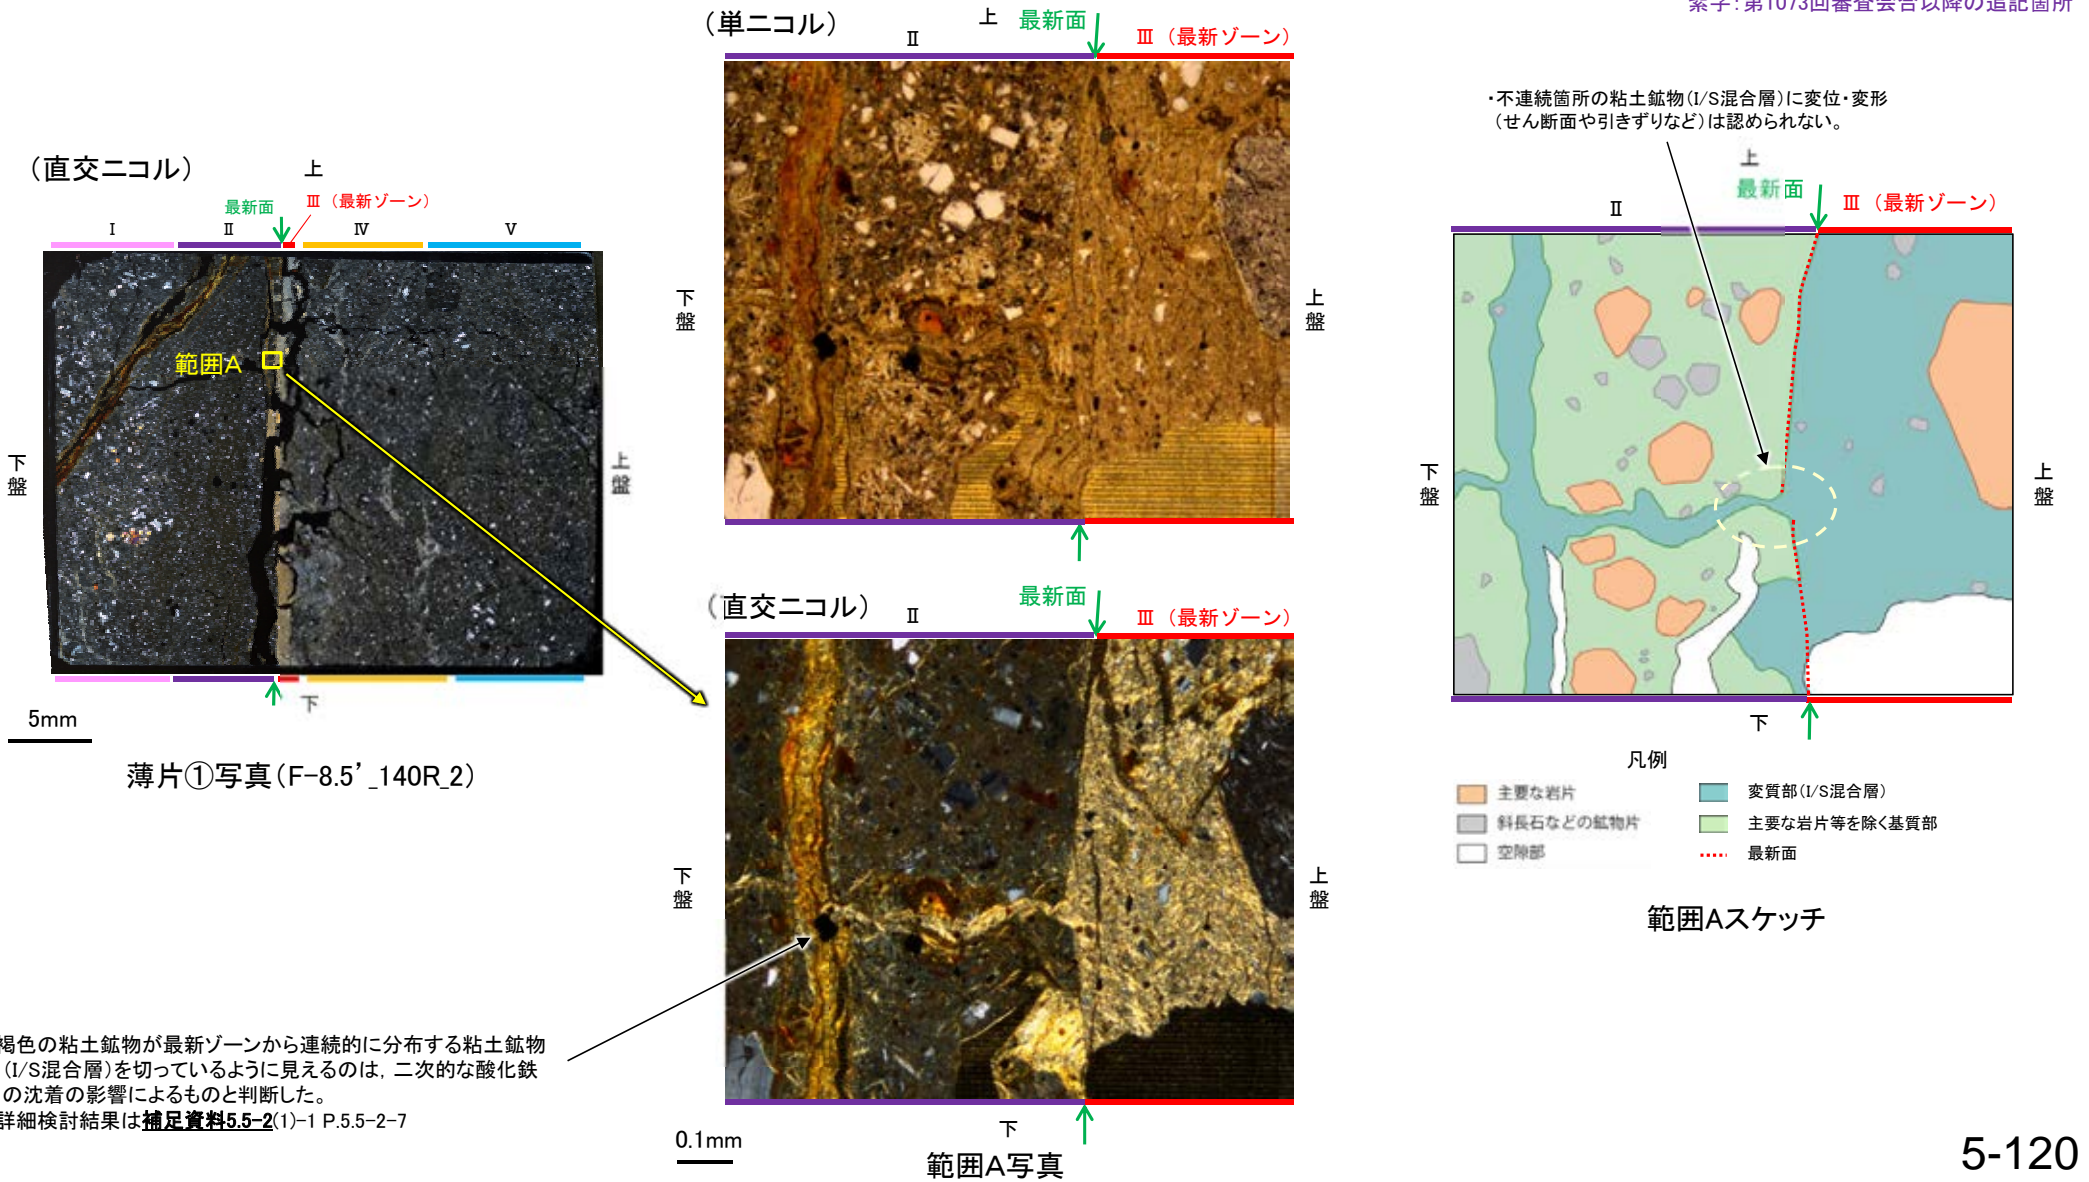 紫字：第1073回審査会合以降の追記箇所
（単ニコル）
上
最新面
Ⅱ
Ⅲ（最新ゾーン）
下盤
上盤
・不連続箇所の粘土鉱物(I/S混合層)に変位・変形
（せん断面や引きずりなど）は認められない。
上
最新面
Ⅱ
Ⅲ（最新ゾーン）
下盤
上盤
下
（直交ニコル）
上
最新面
Ⅲ（最新ゾーン）
Ⅰ
Ⅱ
Ⅳ
Ⅴ
範囲A
下盤
上盤
下
5mm
薄片①写真(F-8.5’_140R_2)
（直交ニコル）
Ⅱ
最新面
Ⅲ（最新ゾーン）
下盤
上盤
下
0.1mm
範囲A写真
凡例
主要な岩片
斜長石などの鉱物片
空隙部
変質部(I/S混合層)
主要な岩片等を除く基質部
最新面
範囲Aスケッチ
褐色の粘土鉱物が最新ゾーンから連続的に分布する粘土鉱物
（I/S混合層）を切っているように見えるのは，二次的な酸化鉄
の沈着の影響によるものと判断した。
詳細検討結果は補足資料5.5-2(1)-1 P.5.5-2-7
5-120